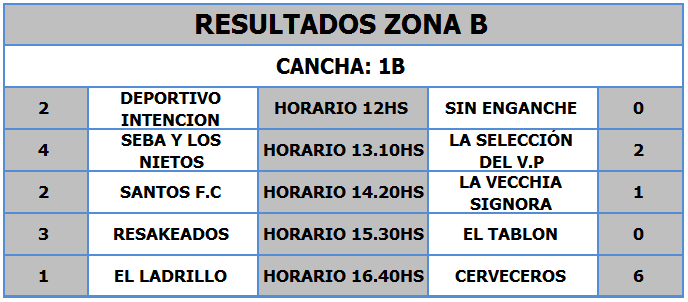 RESULTADOS ZONA B
CANCHA: 1B
2 DEPORTIVO INTENCION HORARIO 12HS SIN ENGANCHE 0
4 SEBA Y LOS NIETOS HORARIO 13.10HS LA SELECCIÓN DEL V.P 2
2 SANTOS F.C HORARIO 14.20HS LA VECCHIA SIGNORA 1
3 RESAKEADOS HORARIO 15.30HS EL TABLON 0
1 EL LADRILLO HORARIO 16.40HS CERVECEROS 6